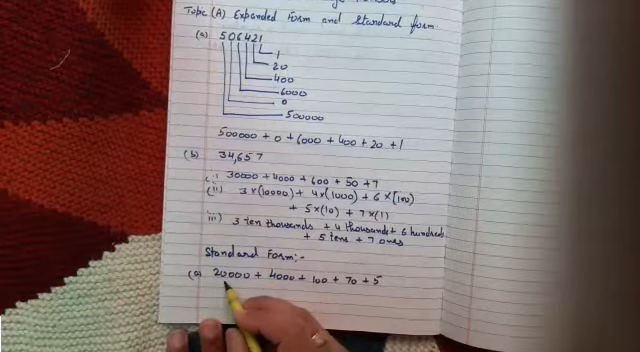 Topic (A) Expanded Form and Standard form.
(a) 506421
1
20
400
6000
0
500000
500000 + 0 + 6000 + 400 + 20 + 1
(b) 34,657
(i) 30000 + 4000 + 600 + 50 + 7
(ii) 3 × (10000) + 4 × (1000) + 6 × (100)
+ 5 × (10) + 7 × (1)
iii) 3 ten thousands + 4 thousands + 6 hundreds
+ 5 tens + 7 ones
Standard Form:-
(a) 20000 + 4000 + 100 + 70 + 5